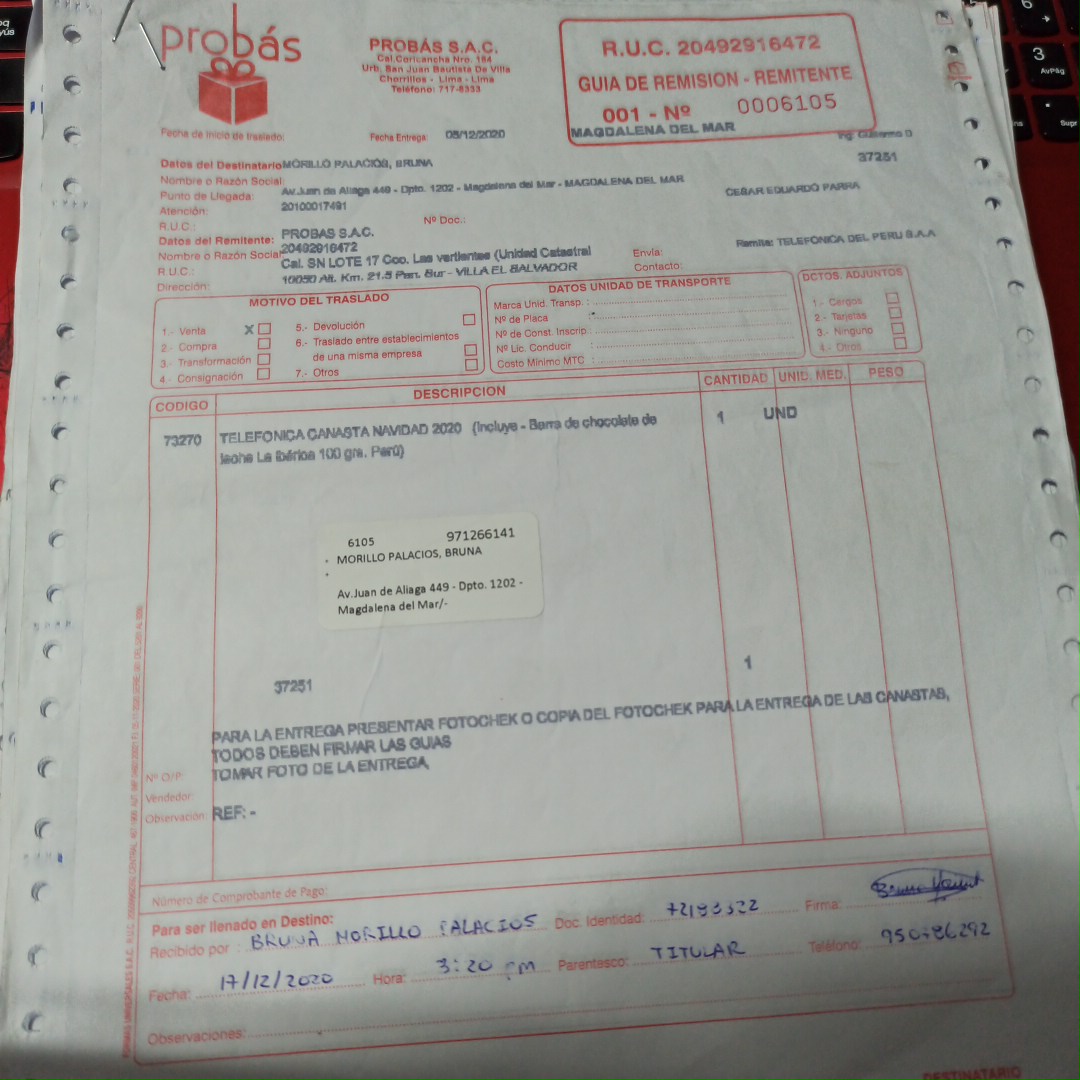 probás
PROBÁS S.A.C.
Cal.Coricancha Nro. 184
Urb. San Juan Bautista De Villa
Chorrillos - Lima - Lima
Teléfono: 717-8333
R.U.C. 20492916472
GUIA DE REMISION - REMITENTE
001 - Nº 0006105
MAGDALENA DEL MAR
Fecha de inicio de traslado:
Fecha Entrega: 08/12/2020
Ing. Guillermo D
37251
Datos del Destinatario MORILLO PALACIOS, BRUNA
Nombre o Razón Social:
Punto de Llegada: Av.Juan de Aliaga 449 - Dpto. 1202 - Magdalena del Mar - MAGDALENA DEL MAR
CESAR EDUARDO PARRA
Atención: 20100017491
R.U.C.: Nº Doc.:
Datos del Remitente: PROBAS S.A.C.
Nombre o Razón Social 20492916472
R.U.C.: Cal. SN LOTE 17 Coo. Las vertientes (Unidad Catastral
Dirección: 10050 Alt. Km. 21.5 Pan. Sur - VILLA EL SALVADOR
Envía:
Contacto:
Remite: TELEFONICA DEL PERU S.A.A
MOTIVO DEL TRASLADO
1.- Venta X
2.- Compra
3.- Transformación
4.- Consignación
5.- Devolución
6.- Traslado entre establecimientos
de una misma empresa
7.- Otros
DATOS UNIDAD DE TRANSPORTE
Marca Unid. Transp. :
Nº de Placa :
Nº de Const. Inscrip :
Nº Lic. Conducir :
Costo Mínimo MTC :
DCTOS. ADJUNTOS
1.- Cargos
2.- Tarjetas
3.- Ninguno
4.- Otros
CODIGO DESCRIPCION CANTIDAD UNID. MED. PESO
73270 TELEFONICA CANASTA NAVIDAD 2020 (Incluye - Barra de chocolate de 1 UND
leche La Ibérica 100 grs. Perú)
6105 971266141
MORILLO PALACIOS, BRUNA
Av.Juan de Aliaga 449 - Dpto. 1202 -
Magdalena del Mar/-
37251 1
PARA LA ENTREGA PRESENTAR FOTOCHEK O COPIA DEL FOTOCHEK PARA LA ENTREGA DE LAS CANASTAS,
TODOS DEBEN FIRMAR LAS GUIAS
Nº O/P: TOMAR FOTO DE LA ENTREGA
Vendedor:
Observación: REF: -
Número de Comprobante de Pago:
Para ser llenado en Destino:
Recibido por : BRUNA MORILLO PALACIOS Doc. Identidad: 72183322 Firma:
Fecha: 17/12/2020 Hora: 3:20 pm Parentesco: TITULAR Teléfono:
Observaciones:
DESTINATARIO